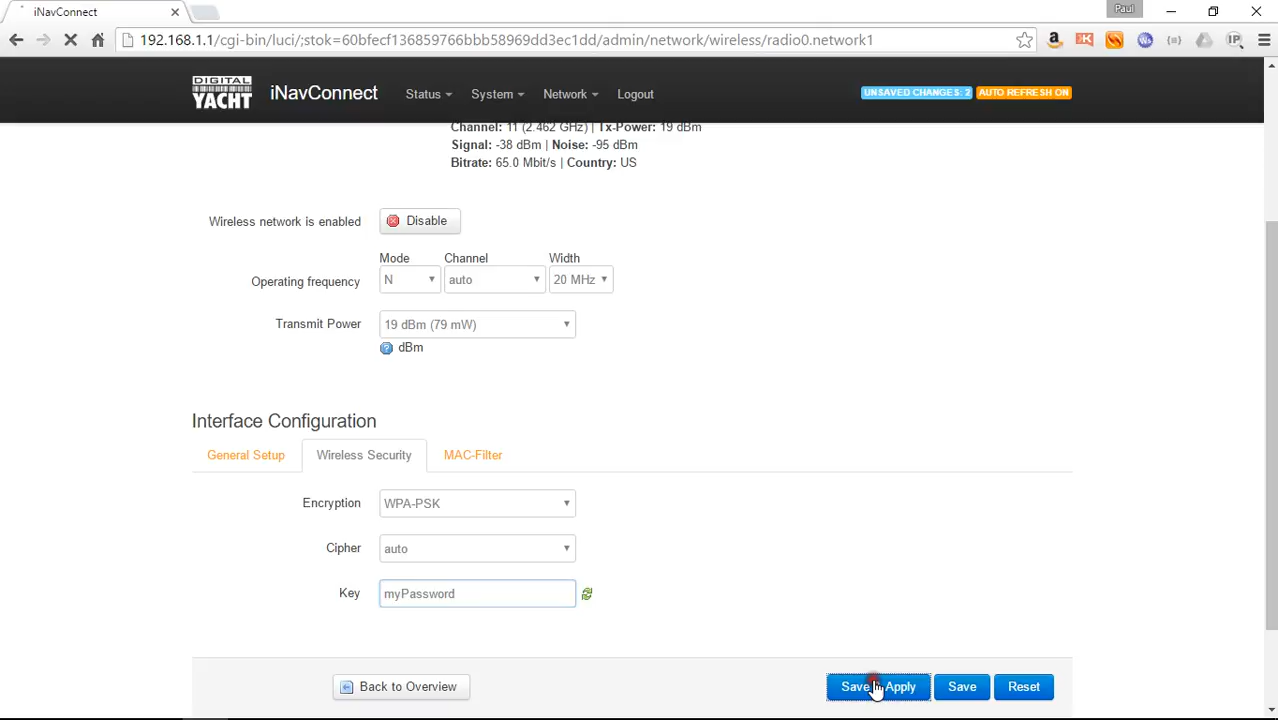 iNavConnect
Paul
192.168.1.1/cgi-bin/luci/;stok=60bfecf136859766bbb58969dd3ec1dd/admin/network/wireless/radio0.network1
DIGITAL YACHT
iNavConnect Status System Network Logout UNSAVED CHANGES: 2 AUTO REFRESH ON
Channel: 11 (2.462 GHz) | Tx-Power: 19 dBm
Signal: -38 dBm | Noise: -95 dBm
Bitrate: 65.0 Mbit/s | Country: US
Wireless network is enabled Disable
Mode Channel Width
Operating frequency N auto 20 MHz
Transmit Power 19 dBm (79 mW)
dBm
Interface Configuration
General Setup Wireless Security MAC-Filter
Encryption WPA-PSK
Cipher auto
Key myPassword
Back to Overview Save Apply Save Reset